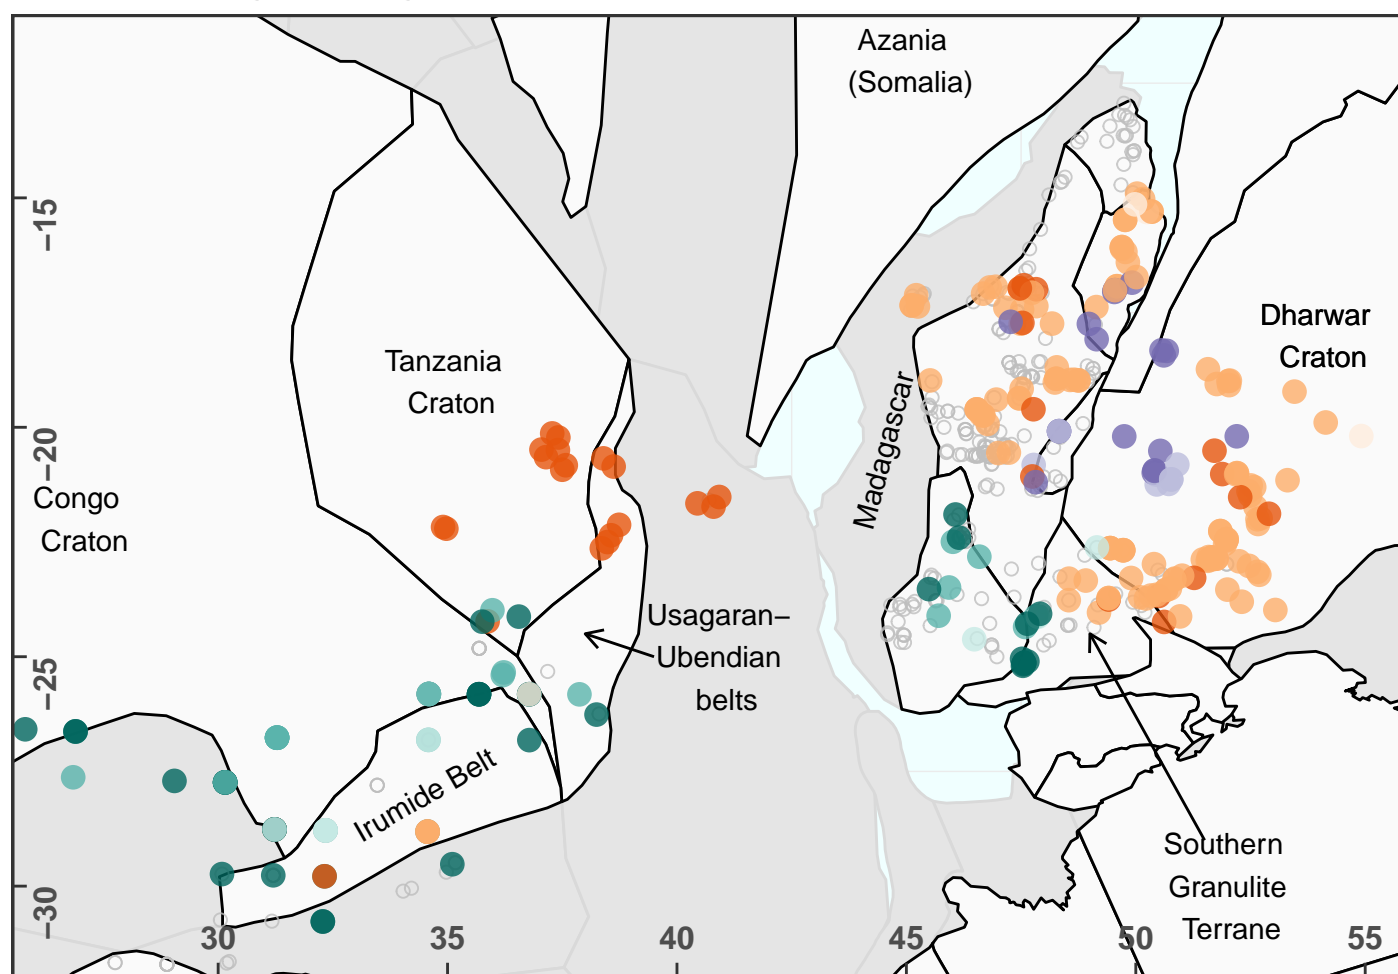 Azania
(Somalia)
−15
Dharwar
Craton
Tanzania
Craton
Madagascar
−20
Congo
Craton
Usagaran−
Ubendian
belts
−25
Irumide Belt
Southern
Granulite
Terrane
−30
30
35
40
45
50
55